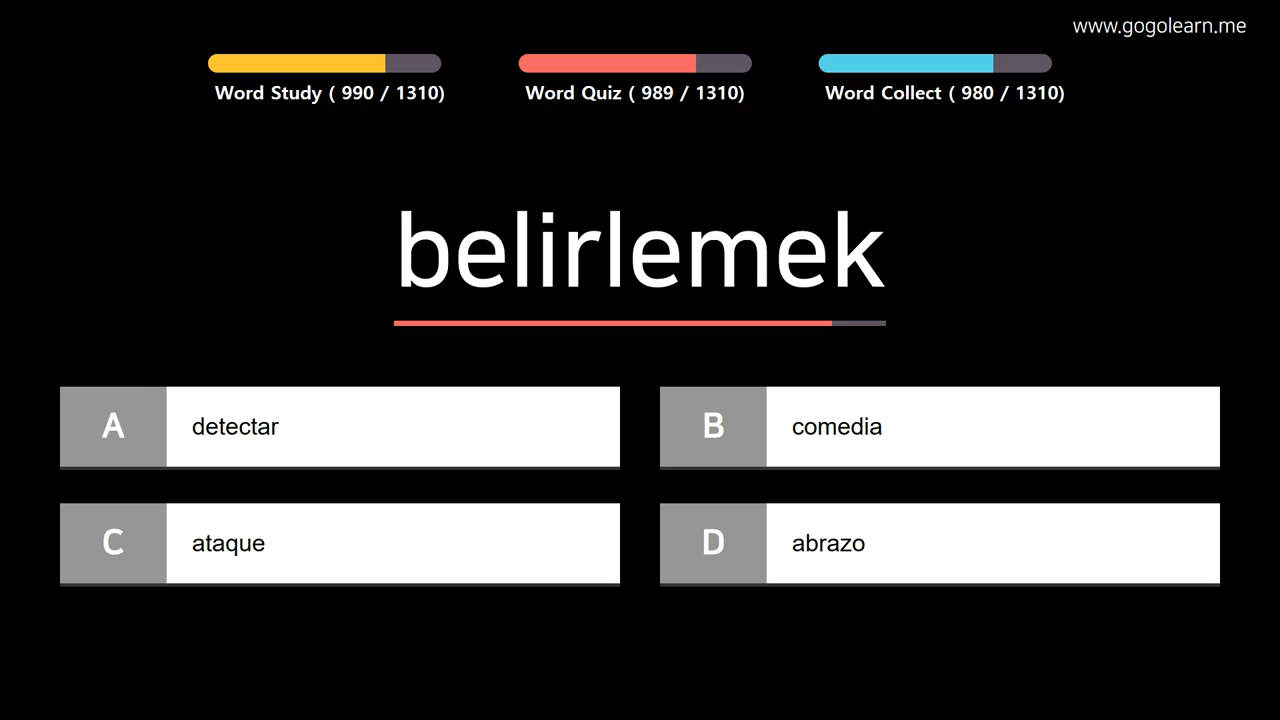 www.gogolearn.me
Word Study ( 990 / 1310)
Word Quiz ( 989 / 1310)
Word Collect ( 980 / 1310)
belirlemek
A detectar
B comedia
C ataque
D abrazo